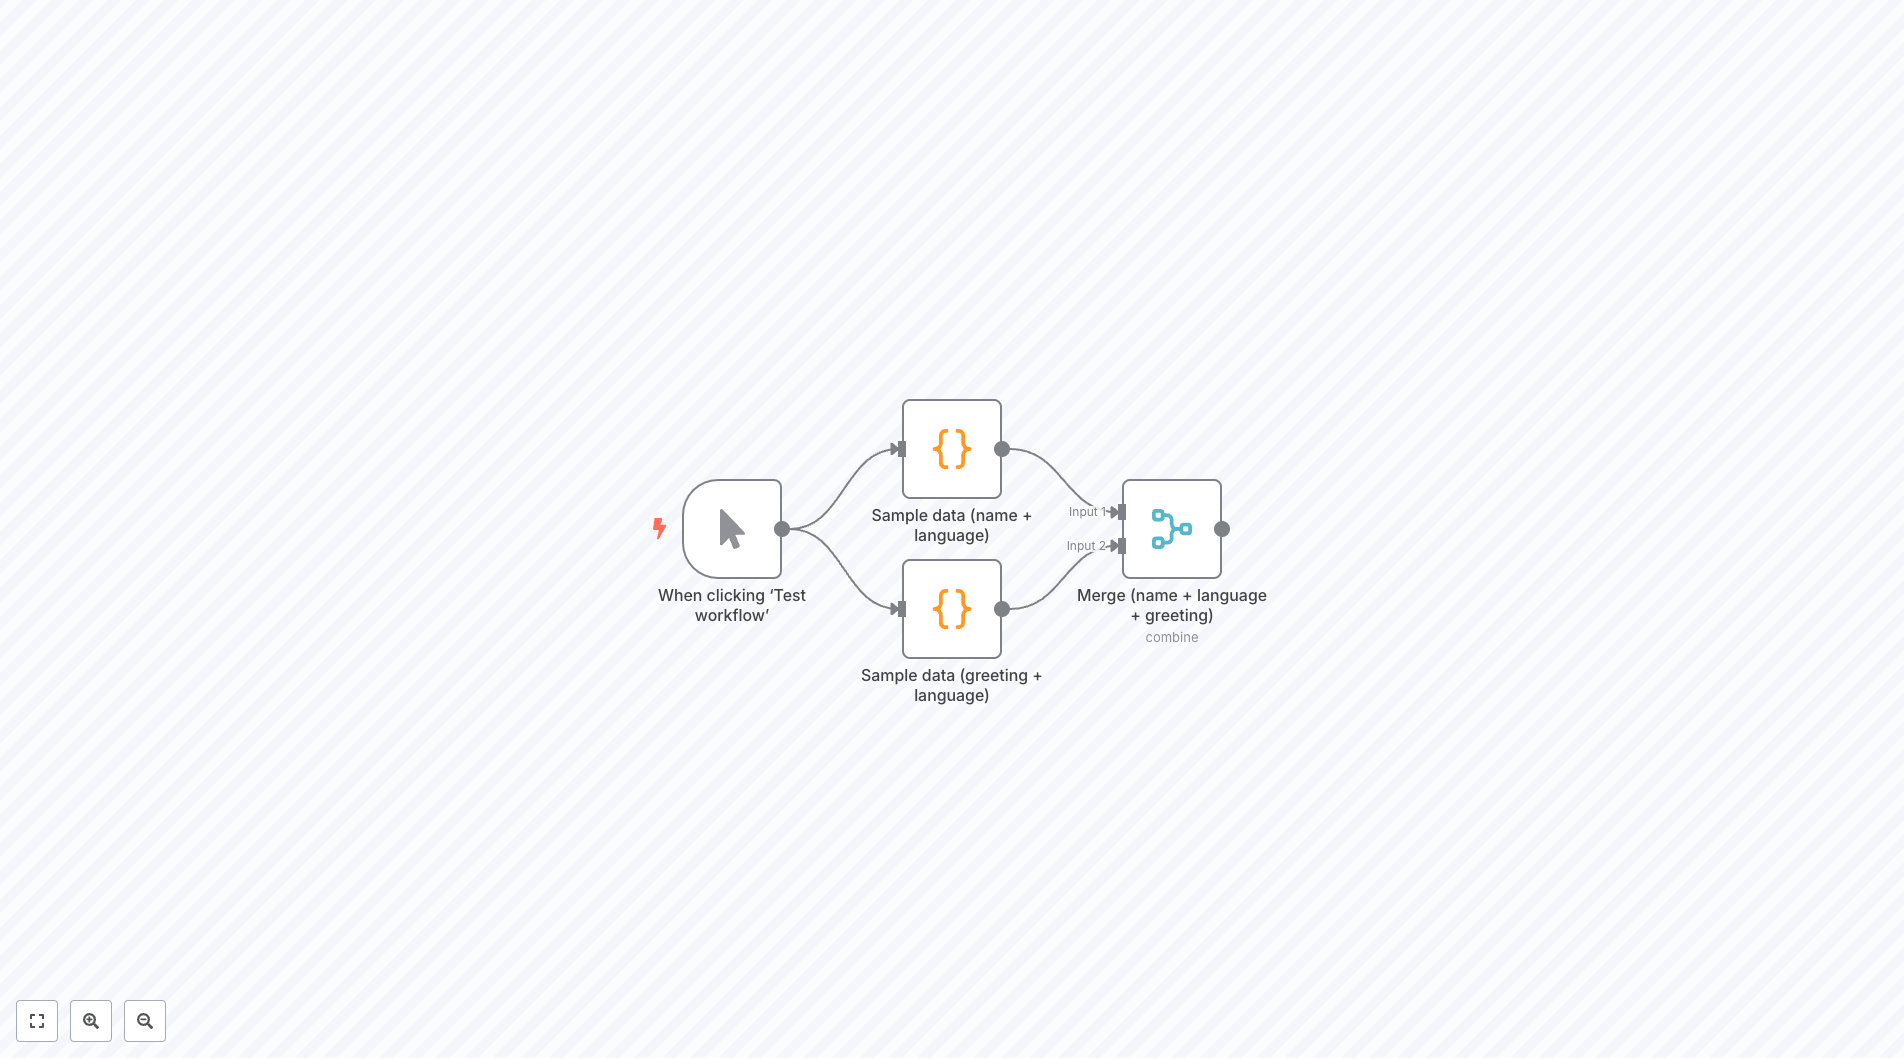 When clicking ‘Test
workflow’
{}
Sample data (name +
language)
{}
Sample data (greeting +
language)
Input 1
Input 2
Merge (name + language
+ greeting)
combine